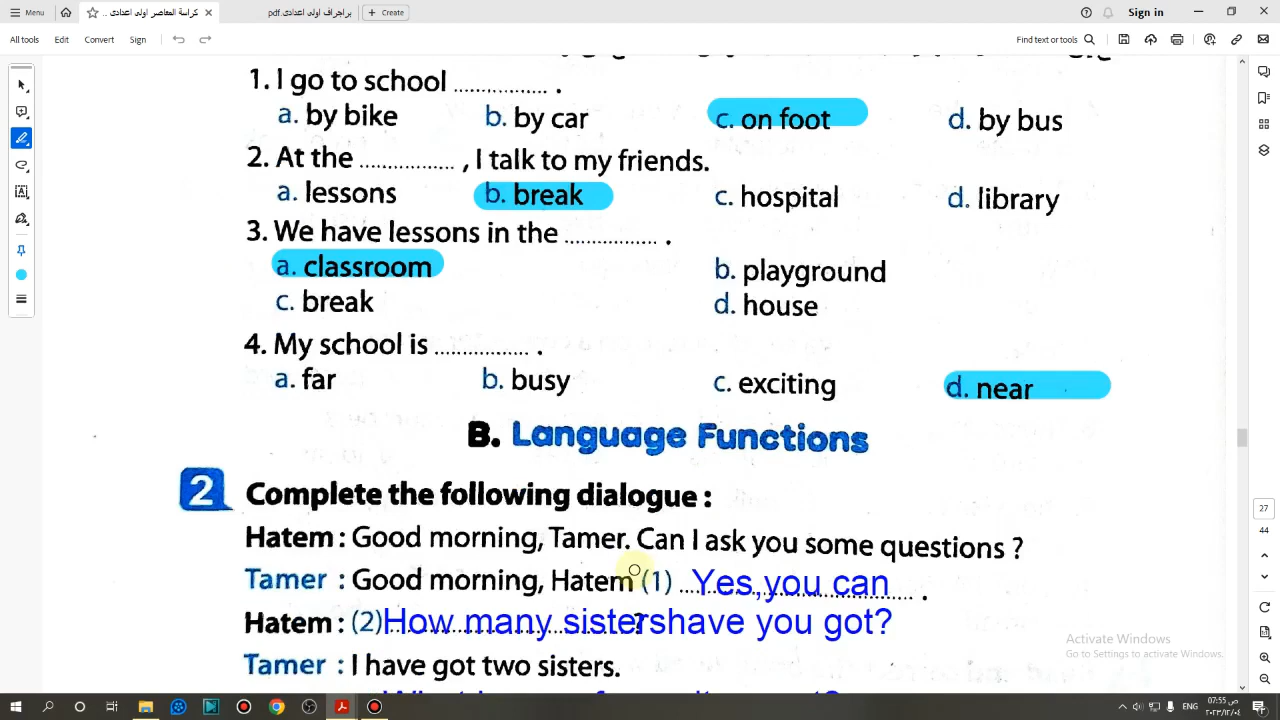 Menu
كراسة المعاصر اولى اعدادى ..
براجراف اولى اعدادى.pdf
+ Create
Sign in
All tools Edit Convert Sign
Find text or tools
1. I go to school ................ .
a. by bike b. by car c. on foot d. by bus
2. At the ................ , I talk to my friends.
a. lessons b. break c. hospital d. library
3. We have lessons in the ................ .
a. classroom b. playground
c. break d. house
4. My school is ................ .
a. far b. busy c. exciting d. near
B. Language Functions
2 Complete the following dialogue :
Hatem : Good morning, Tamer. Can I ask you some questions ?
Tamer : Good morning, Hatem (1) Yes,you can .
Hatem : (2) How many sistershave you got?
Tamer : I have got two sisters.
27
44
Activate Windows
Go to Settings to activate Windows.
ENG
07:55 ص